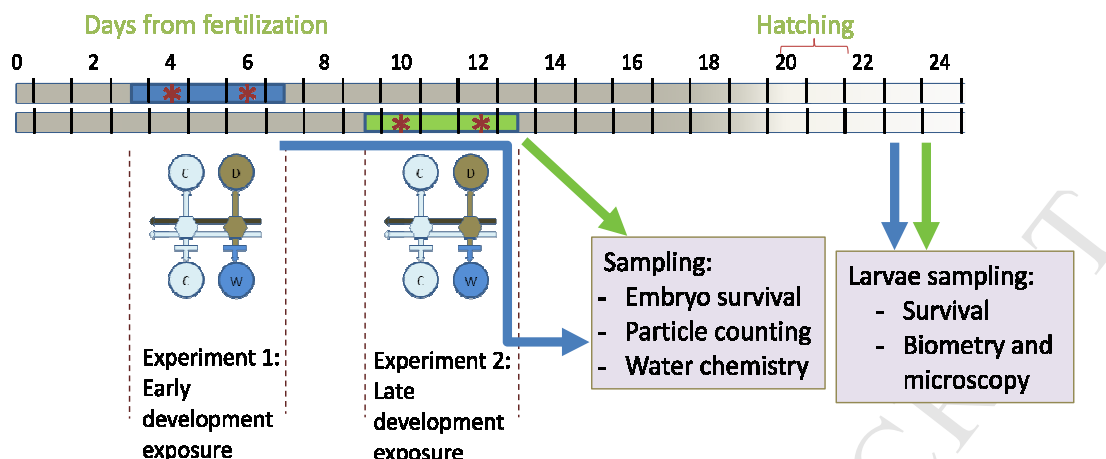 Days from fertilization
Hatching
0 2 4 6 8 10 12 14 16 18 20 22 24
* *
* *
C D
C D
C W
C W
Experiment 1:
Early
development
exposure
Experiment 2:
Late
development
exposure
Sampling:
- Embryo survival
- Particle counting
- Water chemistry
Larvae sampling:
- Survival
- Biometry and
microscopy
CRIPT